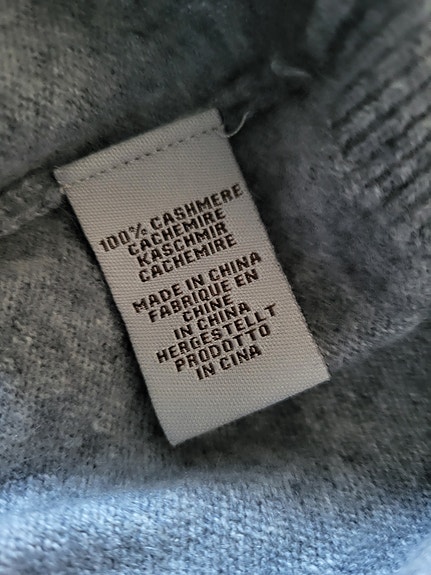 100% CASHMERE
CACHEMIRE
KASCHMIR
CACHEMIRE
MADE IN CHINA
FABRIQUE EN
CHINE
IN CHINA
HERGESTELLT
PRODOTTO
IN CINA